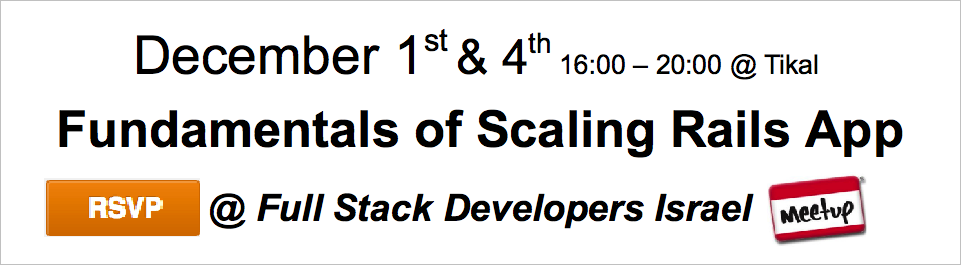 December 1st & 4th 16:00 – 20:00 @ Tikal
Fundamentals of Scaling Rails App
RSVP @ Full Stack Developers Israel Meetup